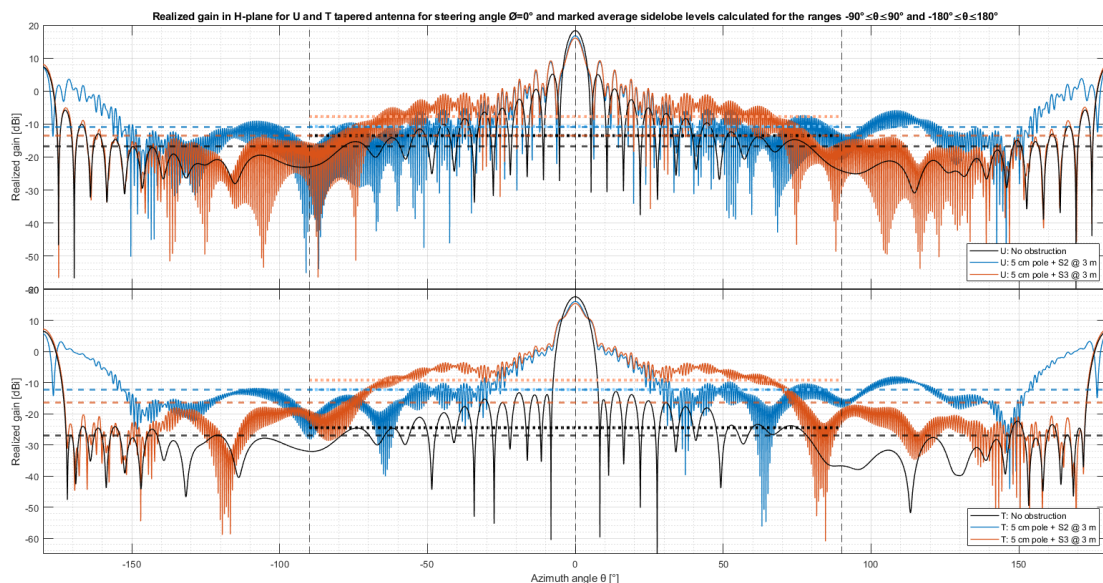 Realized gain in H-plane for U and T tapered antenna for steering angle Ø=0° and marked average sidelobe levels calculated for the ranges -90°≤θ≤90° and -180°≤θ≤180°
20
10
0
-10
-20
-30
-40
-50
Realized gain [dBi]
U: No obstruction
U: 5 cm pole + S2 @ 3 m
U: 5 cm pole + S3 @ 3 m
20
10
0
-10
-20
-30
-40
-50
-60
Realized gain [dBi]
T: No obstruction
T: 5 cm pole + S2 @ 3 m
T: 5 cm pole + S3 @ 3 m
-150 -100 -50 0 50 100 150
Azimuth angle θ [°]